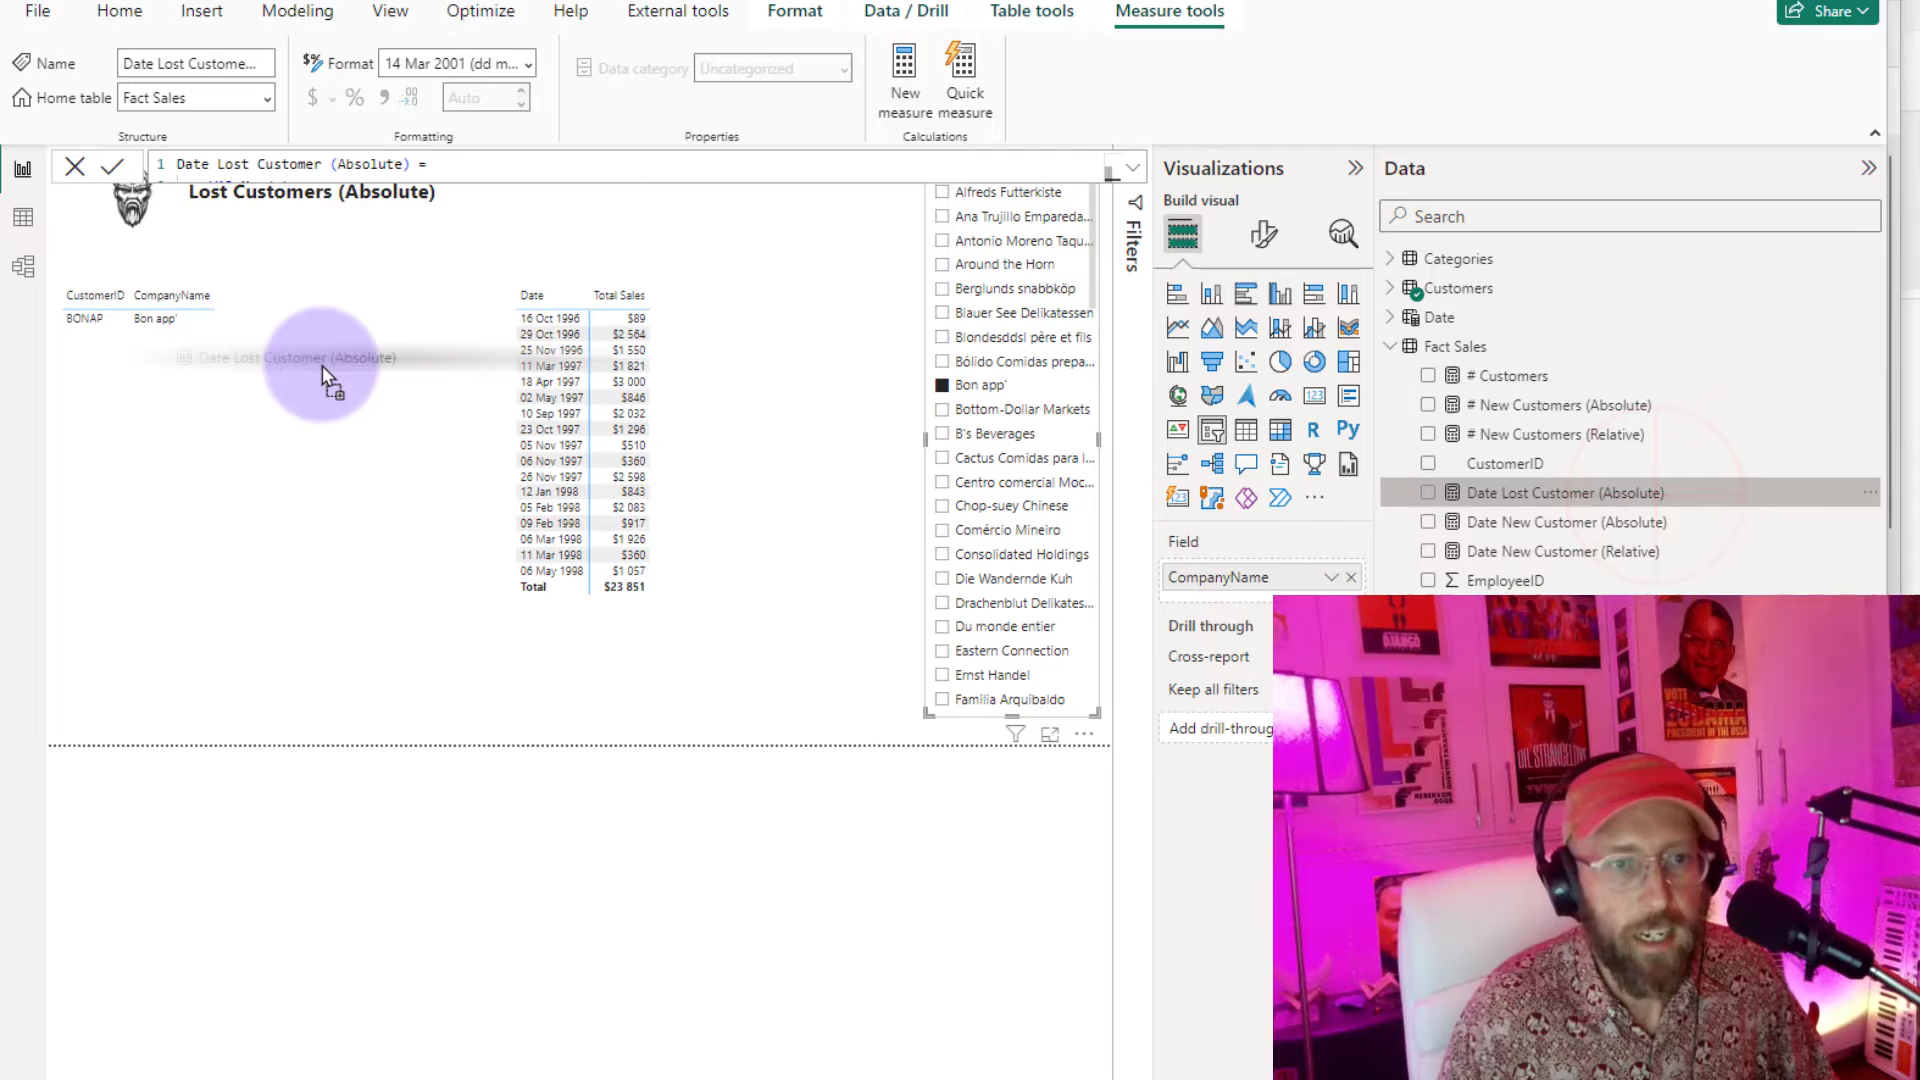 File Home Insert Modeling View Optimize Help External tools Format Data / Drill Table tools Measure tools Share
Name Date Lost Custome...
Format 14 Mar 2001 (dd m...
Data category Uncategorized
Home table Fact Sales
$ % Auto
New measure
Quick measure
Structure Formatting Properties Calculations
1 Date Lost Customer (Absolute) =
Lost Customers (Absolute)
CustomerID CompanyName
BONAP Bon app'
Date Lost Customer (Absolute)
Date Total Sales
16 Oct 1996 $89
29 Oct 1996 $2 564
25 Nov 1996 $1 550
11 Mar 1997 $1 821
18 Apr 1997 $3 000
02 May 1997 $846
10 Sep 1997 $2 032
23 Oct 1997 $1 296
05 Nov 1997 $510
06 Nov 1997 $360
26 Nov 1997 $2 598
12 Jan 1998 $843
05 Feb 1998 $2 083
09 Feb 1998 $917
06 Mar 1998 $1 926
11 Mar 1998 $360
06 May 1998 $1 057
Total $23 851
Alfreds Futterkiste
Ana Trujillo Empareda...
Antonio Moreno Taqu...
Around the Horn
Berglunds snabbköp
Blauer See Delikatessen
Blondesddsl père et fils
Bólido Comidas prepa...
Bon app'
Bottom-Dollar Markets
B's Beverages
Cactus Comidas para l...
Centro comercial Moc...
Chop-suey Chinese
Comércio Mineiro
Consolidated Holdings
Die Wandernde Kuh
Drachenblut Delikates...
Du monde entier
Eastern Connection
Ernst Handel
Familia Arquibaldo
Filters
Visualizations
Build visual
R Py
123
Field
CompanyName
Drill through
Cross-report
Keep all filters
Add drill-throug
Data
Search
Categories
Customers
Date
Fact Sales
# Customers
# New Customers (Absolute)
# New Customers (Relative)
CustomerID
Date Lost Customer (Absolute)
Date New Customer (Absolute)
Date New Customer (Relative)
EmployeeID
DJANGO
VOTE
PRESIDENT OF THE USSA
OIL STRANGELOVE
RESERVOIR DOGS